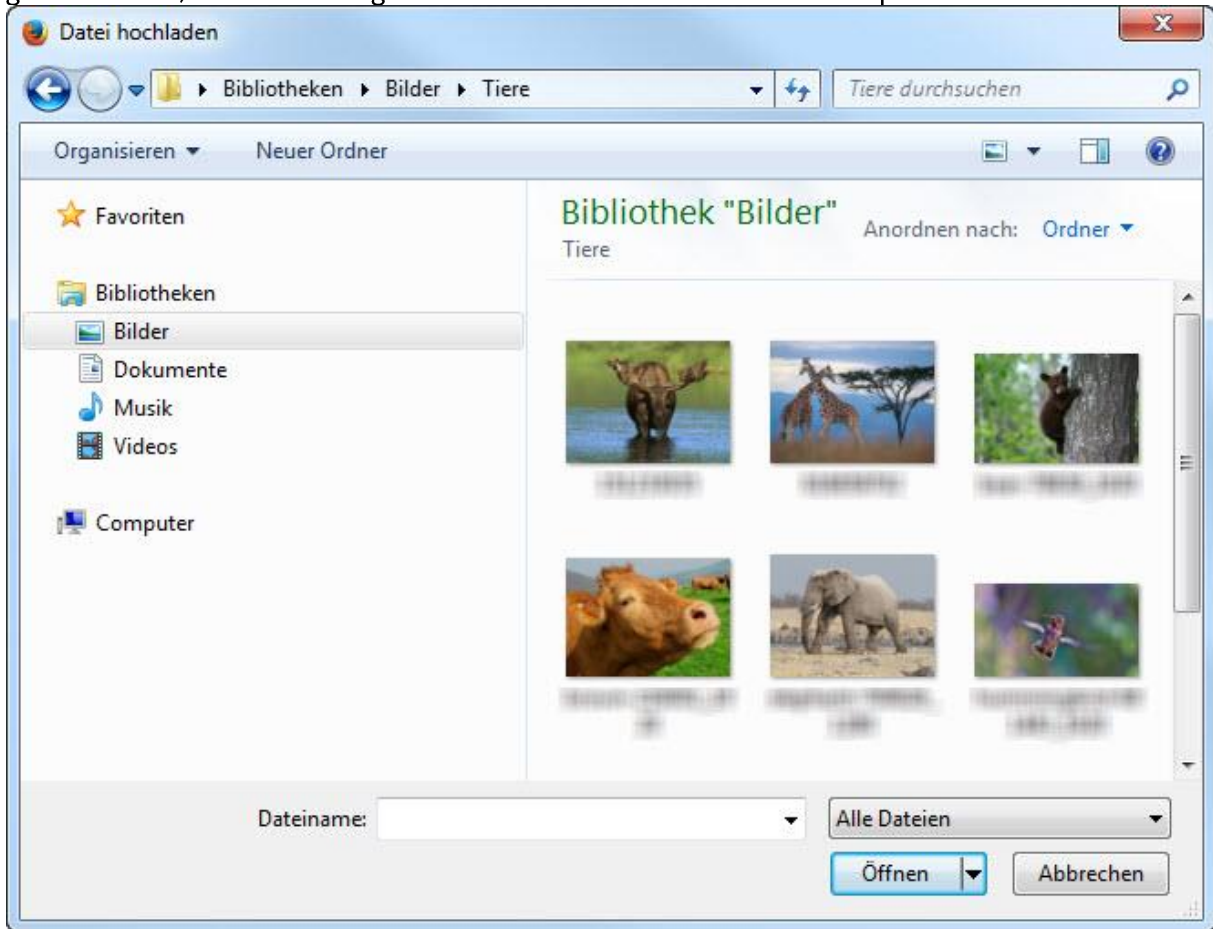 Datei hochladen
Bibliotheken Bilder Tiere
Tiere durchsuchen
Organisieren Neuer Ordner
Favoriten
Bibliotheken
Bilder
Dokumente
Musik
Videos
Computer
Bibliothek "Bilder"
Tiere
Anordnen nach: Ordner
Dateiname:
Alle Dateien
Öffnen
Abbrechen